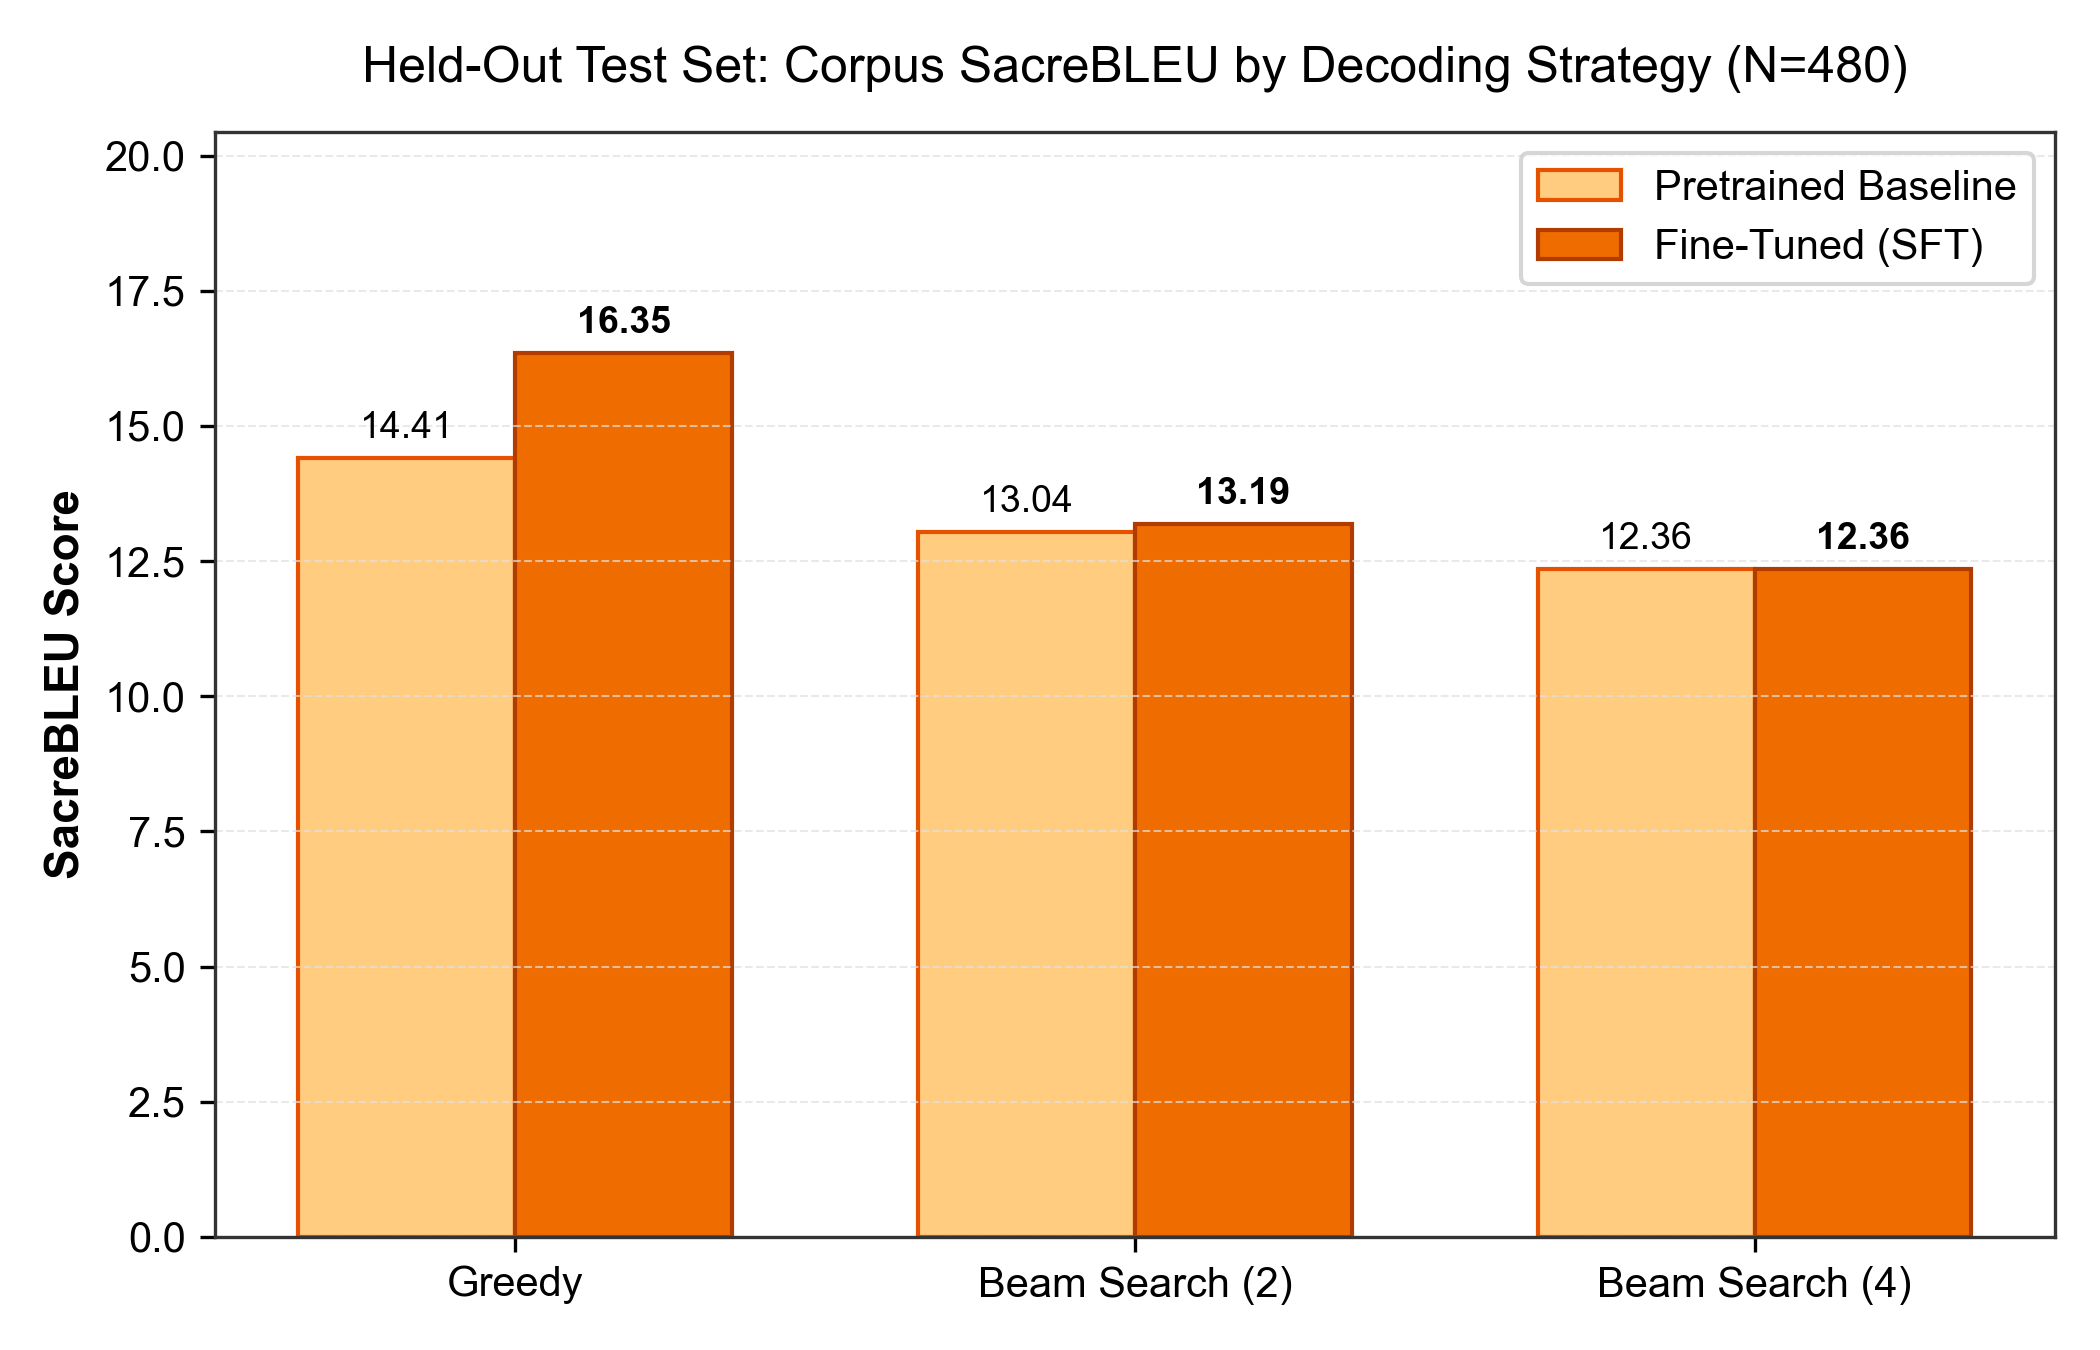 Held-Out Test Set: Corpus SacreBLEU by Decoding Strategy (N=480)
20.0
17.5
15.0
12.5
10.0
7.5
5.0
2.5
0.0
SacreBLEU Score
Pretrained Baseline
Fine-Tuned (SFT)
14.41
16.35
13.04
13.19
12.36
12.36
Greedy
Beam Search (2)
Beam Search (4)